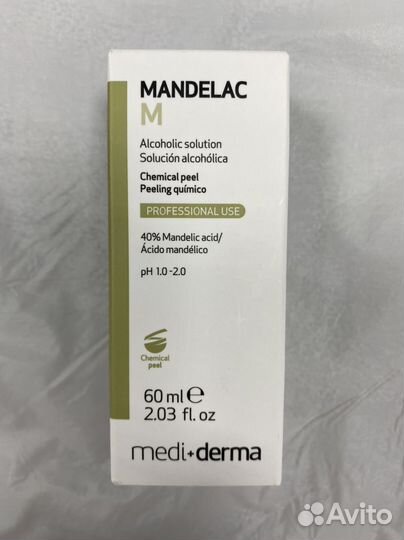 MANDELAC
M
Alcoholic solution
Solución alcohólica
Chemical peel
Peeling químico
PROFESSIONAL USE
40% Mandelic acid/
Ácido mandélico
pH 1.0-2.0
Chemical
peel
60 ml ℮
2.03 fl. oz
medi+derma
Avito